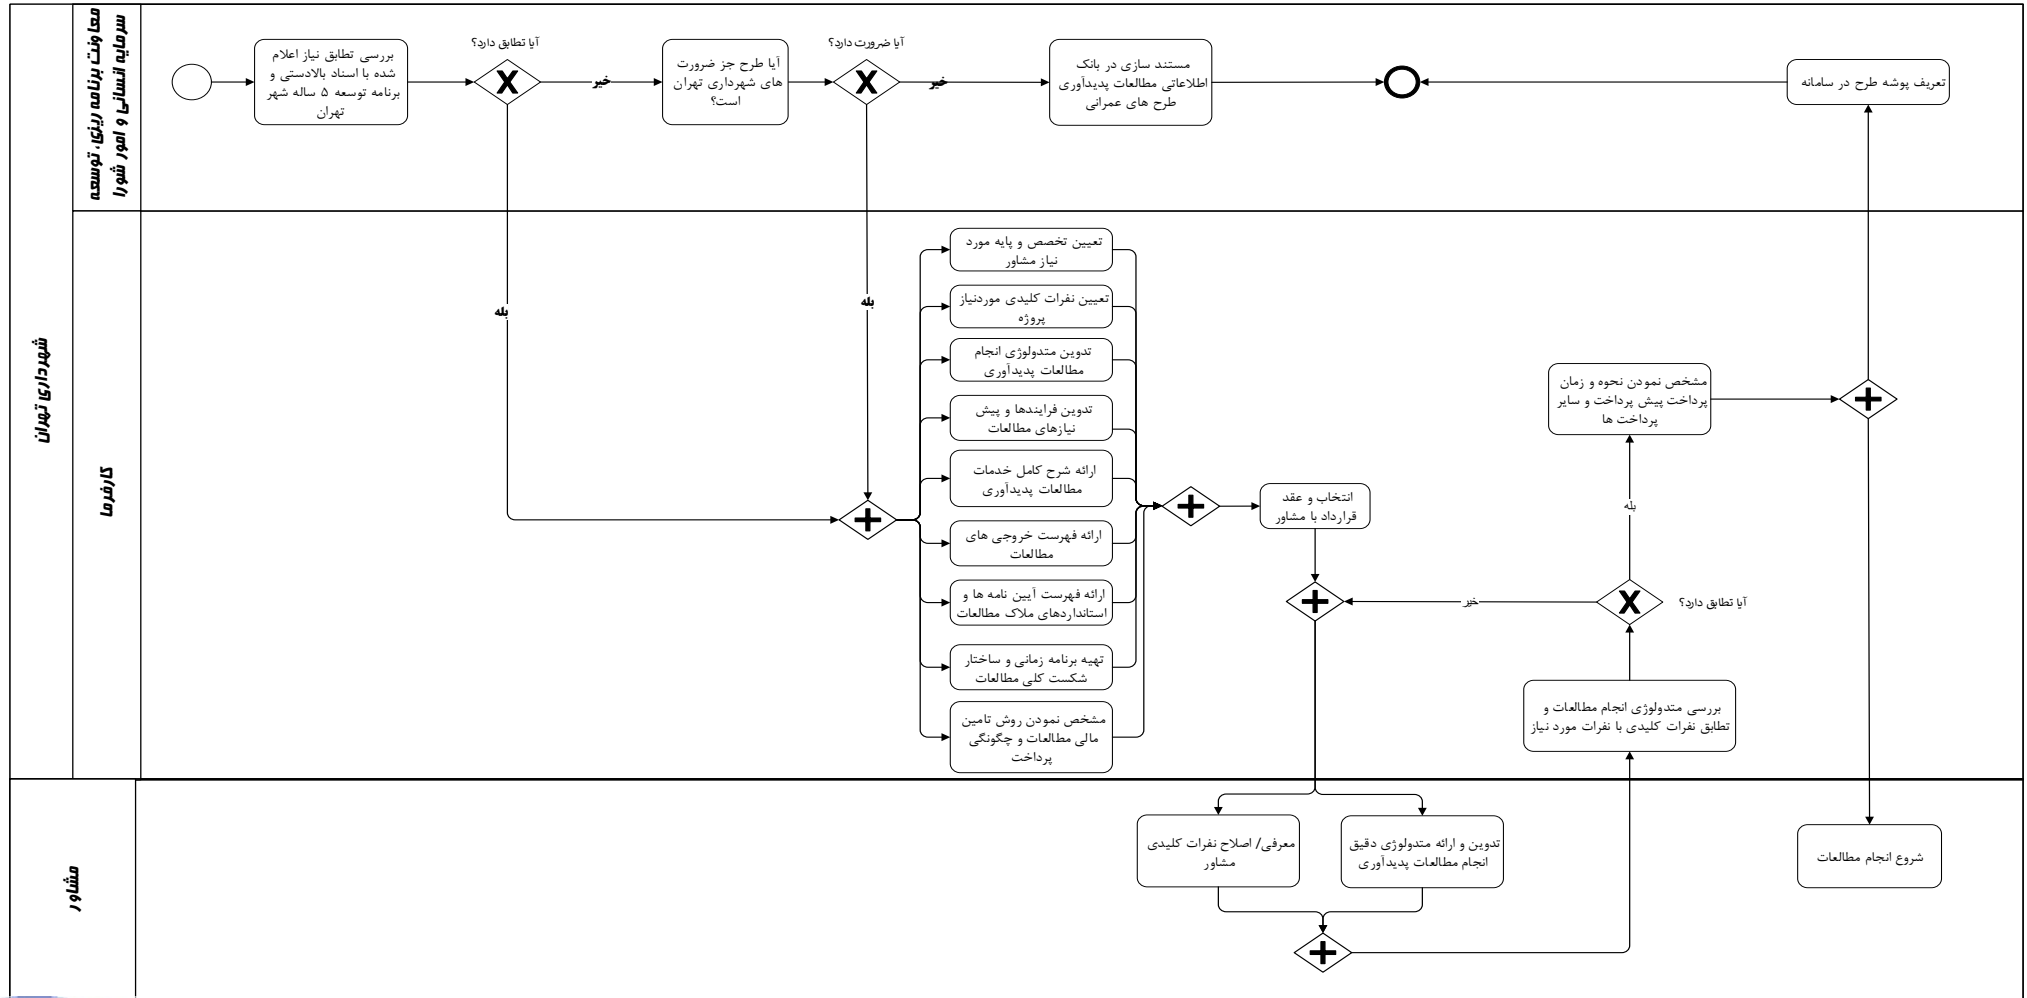 شهرداری تهران
معاونت برنامه ریزی، توسعه
سرمایه انسانی و امور شورا
بررسی تطابق نیاز اعلام
شده با اسناد بالادستی و
برنامه توسعه ۵ ساله شهر
تهران
آیا تطابق دارد؟
خیر
آیا طرح جز ضرورت
های شهرداری تهران
است؟
آیا ضرورت دارد؟
خیر
مستند سازی در بانک
اطلاعاتی مطالعات پدیدآوری
طرح های عمرانی
تعریف پوشه طرح در سامانه
کارفرما
بله
بله
تعیین تخصص و پایه مورد
نیاز مشاور
تعیین نفرات کلیدی موردنیاز
پروژه
تدوین متدولوژی انجام
مطالعات پدیدآوری
تدوین فرایندها و پیش
نیازهای مطالعات
ارائه شرح کامل خدمات
مطالعات پدیدآوری
ارائه فهرست خروجی های
مطالعات
ارائه فهرست آیین نامه ها و
استانداردهای ملاک مطالعات
تهیه برنامه زمانی و ساختار
شکست کلی مطالعات
مشخص نمودن روش تامین
مالی مطالعات و چگونگی
پرداخت
انتخاب و عقد
قرارداد با مشاور
مشخص نمودن نحوه و زمان
پرداخت پیش پرداخت و سایر
پرداخت ها
بله
خیر
آیا تطابق دارد؟
بررسی متدولوژی انجام مطالعات و
تطابق نفرات کلیدی با نفرات مورد نیاز
مشاور
معرفی/ اصلاح نفرات کلیدی
مشاور
تدوین و ارائه متدولوژی دقیق
انجام مطالعات پدیدآوری
شروع انجام مطالعات